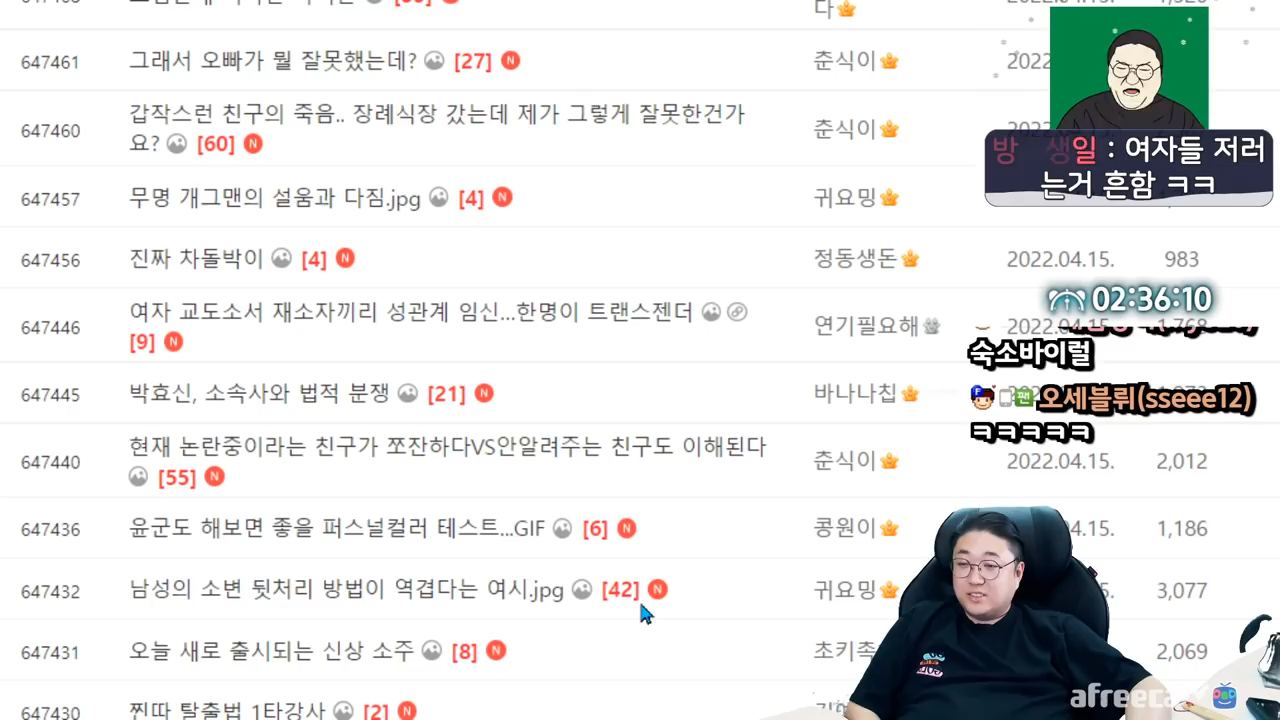 다
647461 그래서 오빠가 뭘 잘못했는데? [27] N 춘식이 2022
갑작스런 친구의 죽음.. 장례식장 갔는데 제가 그렇게 잘못한건가
647460 요? [60] N 춘식이
방 생일 : 여자들 저러
는거 흔함 ㅋㅋ
647457 무명 개그맨의 설움과 다짐.jpg [4] N 귀요밍
647456 진짜 차돌박이 [4] N 정동생돈 2022.04.15. 983
02:36:10
여자 교도소서 재소자끼리 성관계 임신...한명이 트랜스젠더
647446 [9] N 연기필요해 2022.04.15. 1,768
숙소바이럴
647445 박효신, 소속사와 법적 분쟁 [21] N 바나나칩
F 팬 오세블뤼(sseee12)
ㅋㅋㅋㅋㅋ
현재 논란중이라는 친구가 쪼잔하다VS안알려주는 친구도 이해된다
647440 [55] N 춘식이 2022.04.15. 2,012
647436 윤군도 해보면 좋을 퍼스널컬러 테스트...GIF [6] N 콩원이 04.15. 1,186
647432 남성의 소변 뒷처리 방법이 역겹다는 여시.jpg [42] N 귀요밍 3,077
647431 오늘 새로 출시되는 신상 소주 [8] N 초키촉 2,069
647430 찐따 탈출법 1타강사 [2] N
afreeca